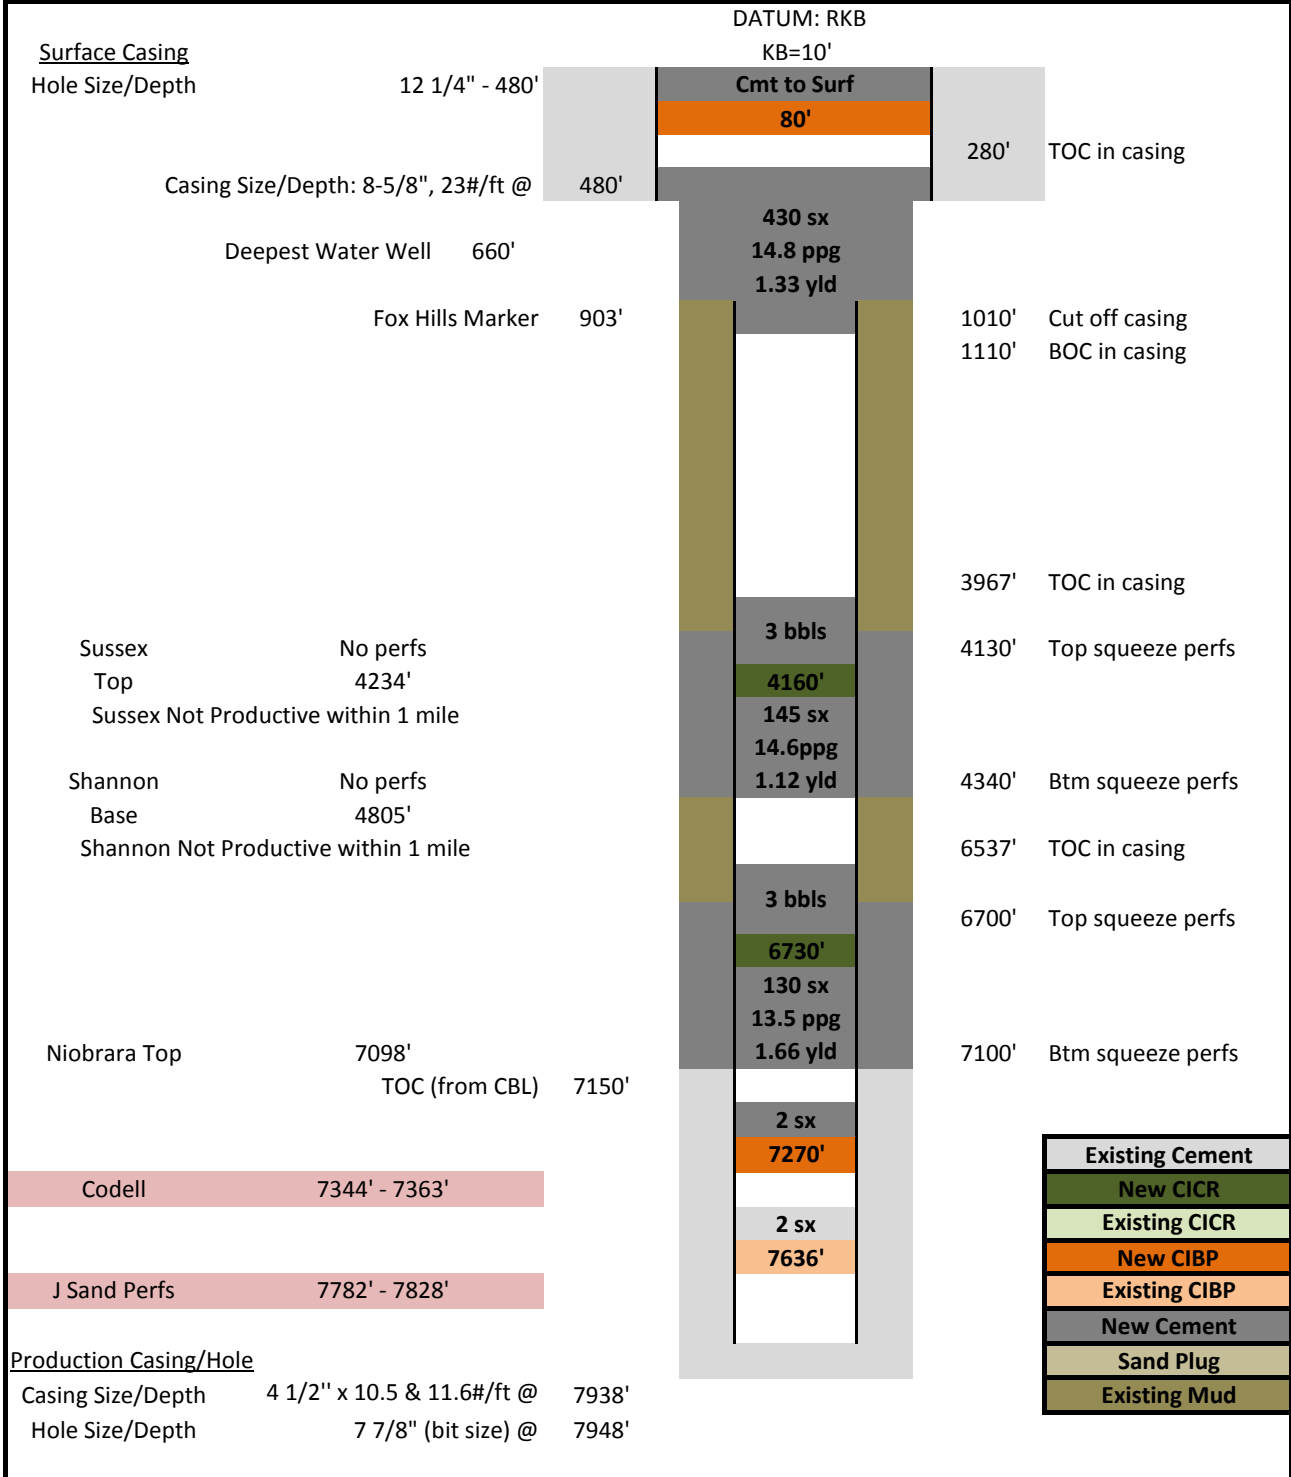 DATUM: RKB
Surface Casing KB=10'
Hole Size/Depth 12 1/4" - 480' Cmt to Surf
80'
280' TOC in casing
Casing Size/Depth: 8-5/8", 23#/ft @ 480'
430 sx
Deepest Water Well 660' 14.8 ppg
1.33 yld
Fox Hills Marker 903' 1010' Cut off casing
1110' BOC in casing
3967' TOC in casing
3 bbls
Sussex No perfs 4130' Top squeeze perfs
Top 4234' 4160'
Sussex Not Productive within 1 mile 145 sx
14.6ppg
Shannon No perfs 1.12 yld 4340' Btm squeeze perfs
Base 4805'
Shannon Not Productive within 1 mile 6537' TOC in casing
3 bbls
6700' Top squeeze perfs
6730'
130 sx
13.5 ppg
Niobrara Top 7098' 1.66 yld 7100' Btm squeeze perfs
TOC (from CBL) 7150'
2 sx
7270' Existing Cement
Codell 7344' - 7363' New CICR
2 sx Existing CICR
7636' New CIBP
J Sand Perfs 7782' - 7828' Existing CIBP
New Cement
Production Casing/Hole Sand Plug
Casing Size/Depth 4 1/2'' x 10.5 & 11.6#/ft @ 7938' Existing Mud
Hole Size/Depth 7 7/8" (bit size) @ 7948'